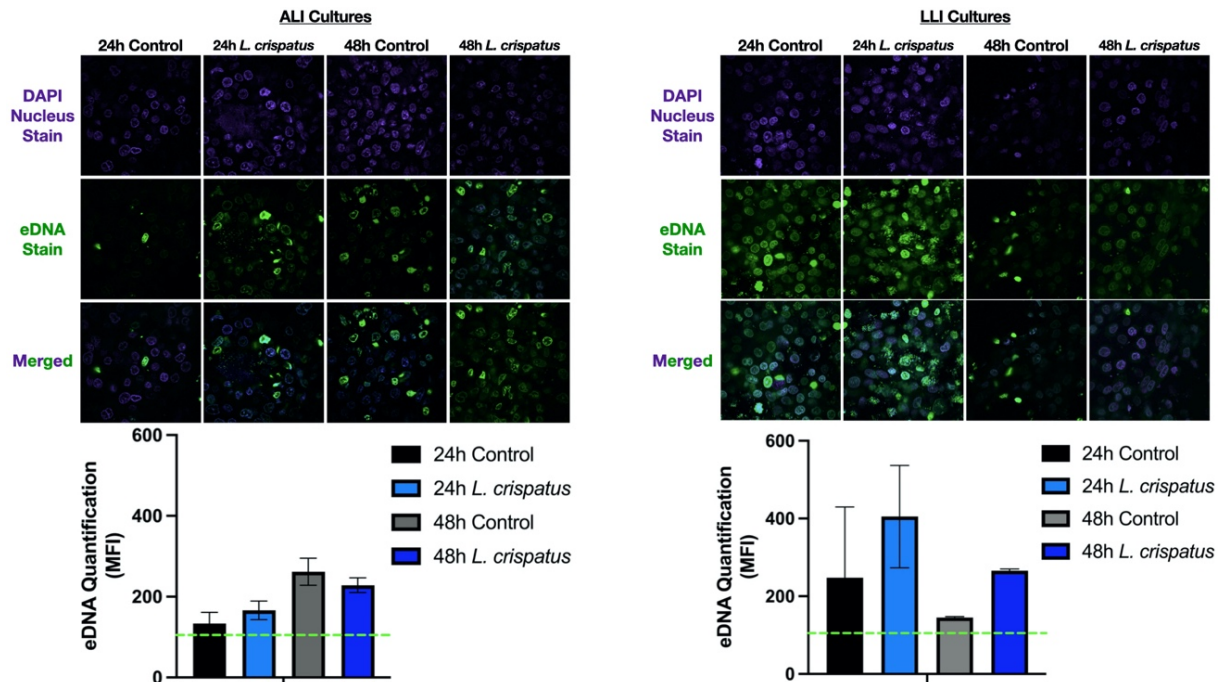 ALI Cultures
24h Control 24h L. crispatus 48h Control 48h L. crispatus
DAPI
Nucleus
Stain
eDNA
Stain
Merged
600
400
200
0
eDNA Quantification
(MFI)
24h Control
24h L. crispatus
48h Control
48h L. crispatus
LLI Cultures
24h Control 24h L. crispatus 48h Control 48h L. crispatus
DAPI
Nucleus
Stain
eDNA
Stain
Merged
600
400
200
0
eDNA Quantification
(MFI)
24h Control
24h L. crispatus
48h Control
48h L. crispatus